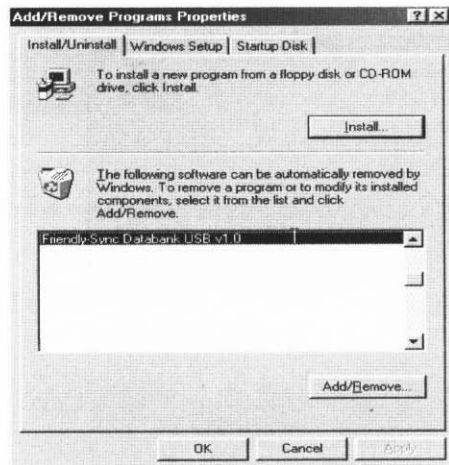 Add/Remove Programs Properties
Install/Uninstall Windows Setup Startup Disk
To install a new program from a floppy disk or CD-ROM
drive, click Install.
Install...
The following software can be automatically removed by
Windows. To remove a program or to modify its installed
components, select it from the list and click
Add/Remove.
Friendly-Sync Databank USB v1.0
Add/Remove...
OK Cancel Apply